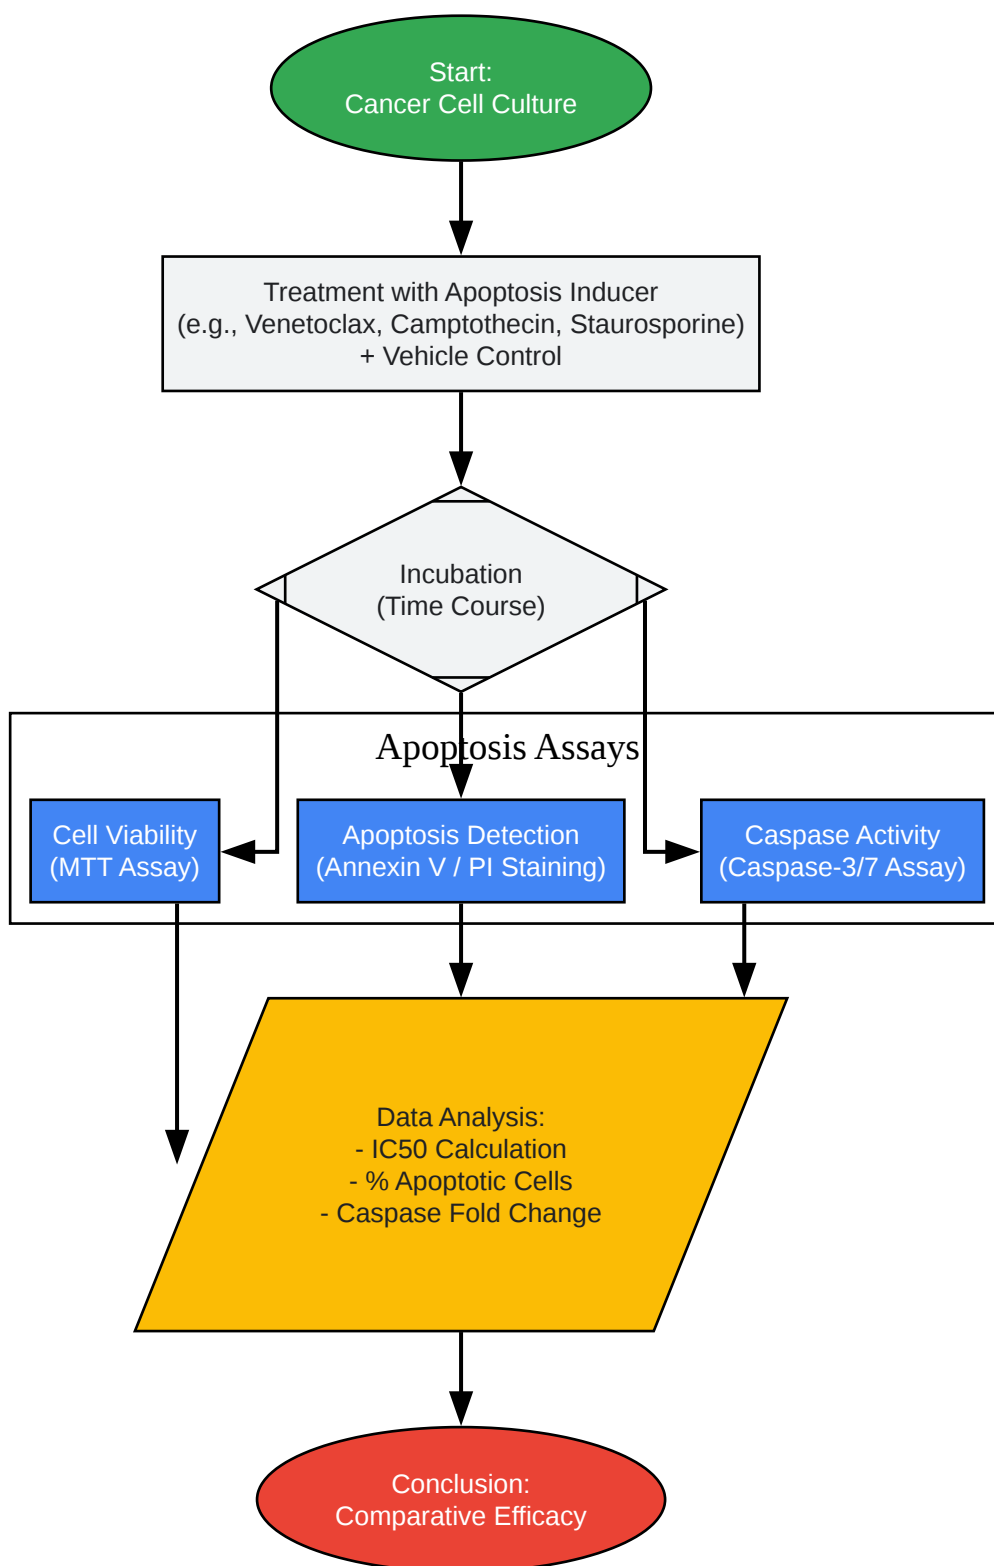 Start:
Cancer Cell Culture
Treatment with Apoptosis Inducer
(e.g., Venetoclax, Camptothecin, Staurosporine)
+ Vehicle Control
Incubation
(Time Course)
Apoptosis Assays
Cell Viability
(MTT Assay)
Apoptosis Detection
(Annexin V / PI Staining)
Caspase Activity
(Caspase-3/7 Assay)
Data Analysis:
- IC50 Calculation
- % Apoptotic Cells
- Caspase Fold Change
Conclusion:
Comparative Efficacy